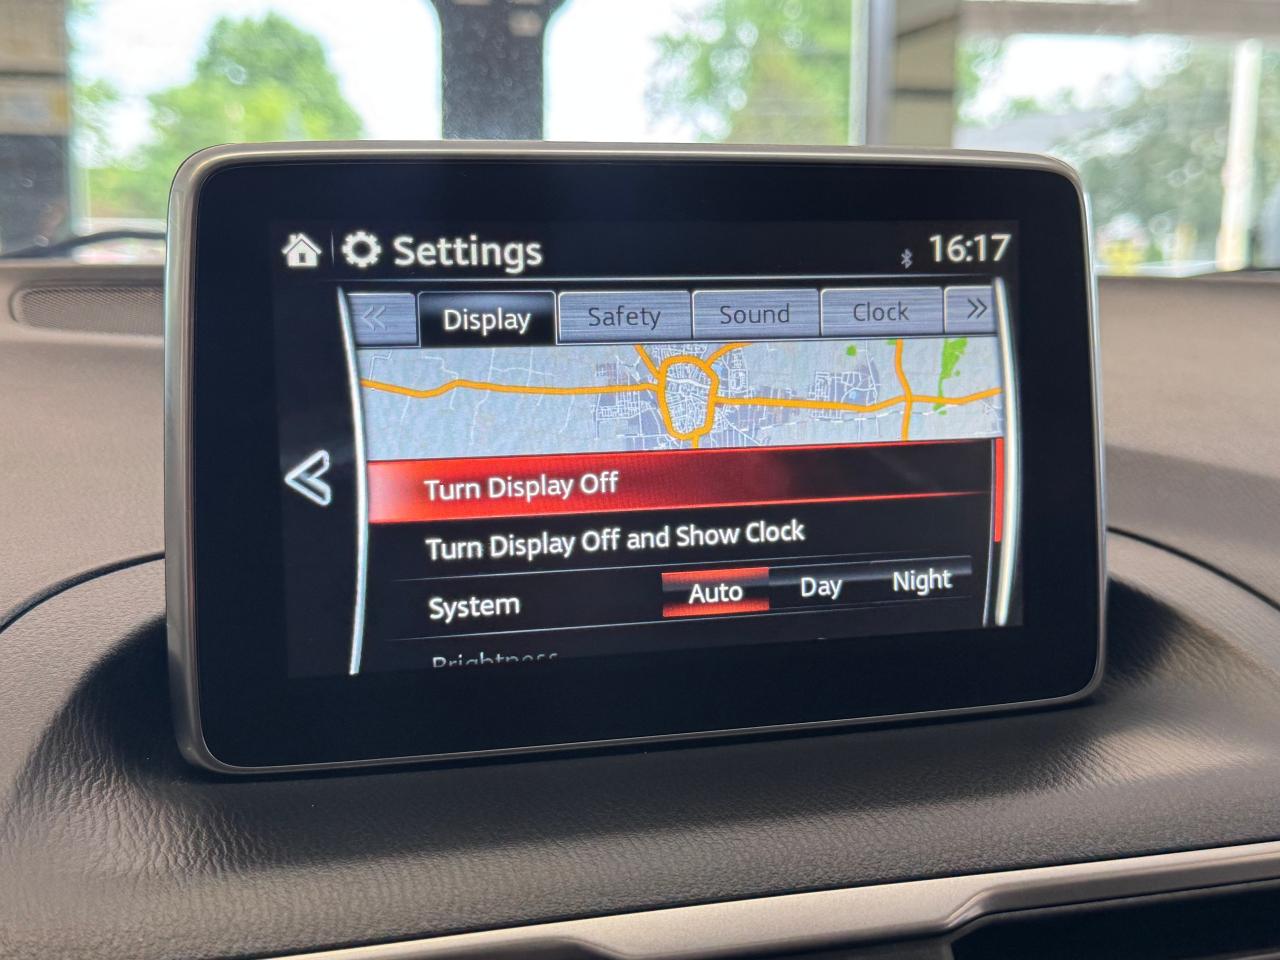 Settings 16:17
Display Safety Sound Clock
Turn Display Off
Turn Display Off and Show Clock
System Auto Day Night
Brightness